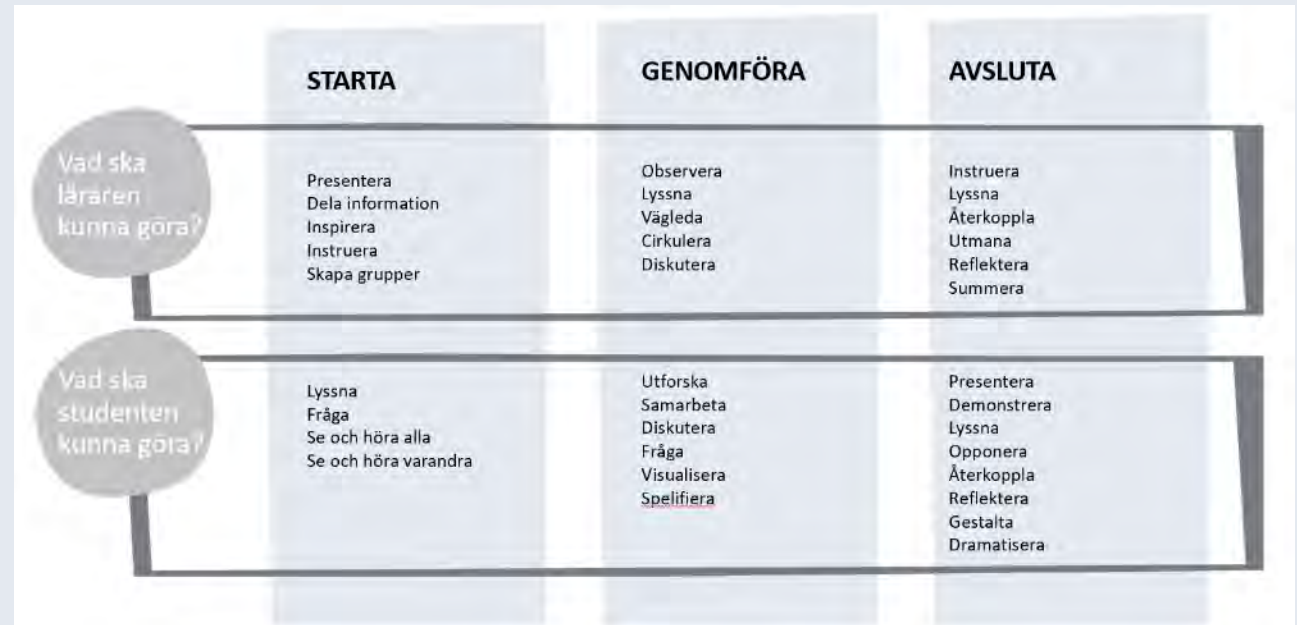 STARTA
GENOMFÖRA
AVSLUTA
Vad ska
läraren
kunna göra?
Presentera
Dela information
Inspirera
Instruera
Skapa grupper
Observera
Lyssna
Vägleda
Cirkulera
Diskutera
Instruera
Lyssna
Återkoppla
Utmana
Reflektera
Summera
Vad ska
studenten
kunna göra?
Lyssna
Fråga
Se och höra alla
Se och höra varandra
Utforska
Samarbeta
Diskutera
Fråga
Visualisera
Spelifiera
Presentera
Demonstrera
Lyssna
Opponera
Återkoppla
Reflektera
Gestalta
Dramatisera